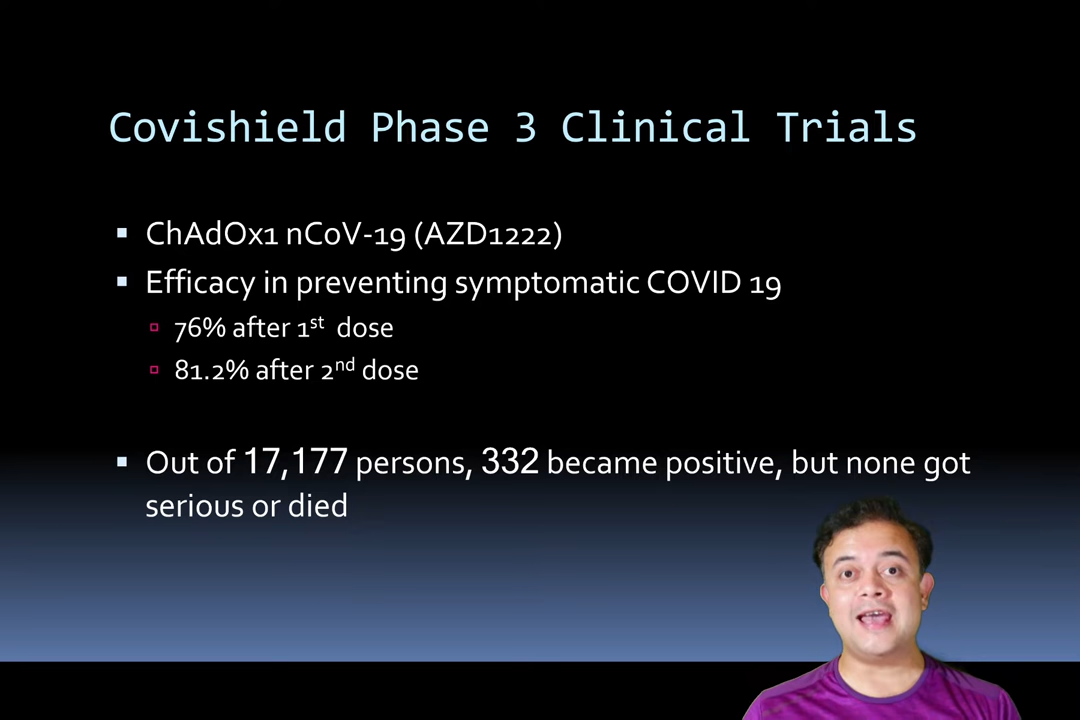 Covishield Phase 3 Clinical Trials
ChAdOx1 nCoV-19 (AZD1222)
Efficacy in preventing symptomatic COVID 19
76% after 1st dose
81.2% after 2nd dose
Out of 17,177 persons, 332 became positive, but none got
serious or died